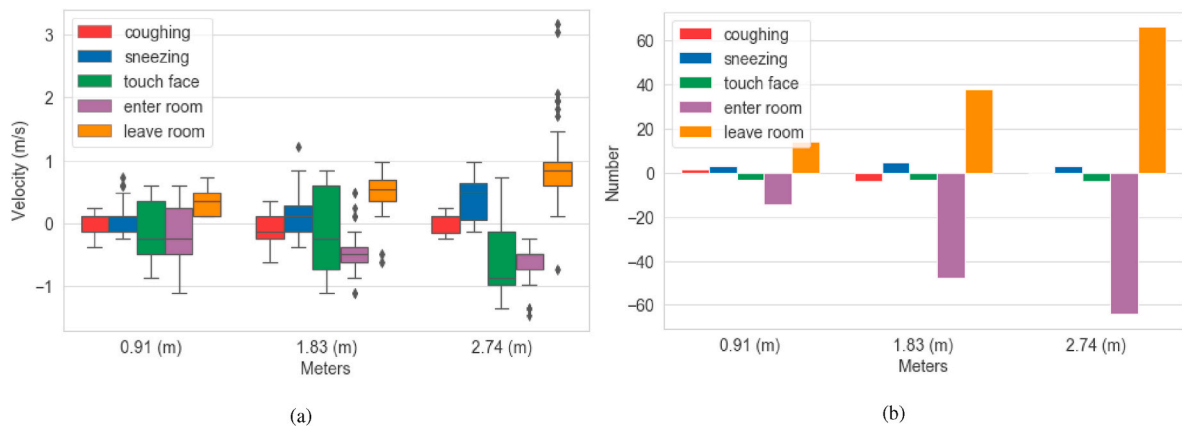 coughing
sneezing
touch face
enter room
leave room
3
2
1
0
−1
Velocity (m/s)
0.91 (m)
1.83 (m)
2.74 (m)
Meters
(a)
coughing
sneezing
touch face
enter room
leave room
60
40
20
0
−20
−40
−60
Number
0.91 (m)
1.83 (m)
2.74 (m)
Meters
(b)